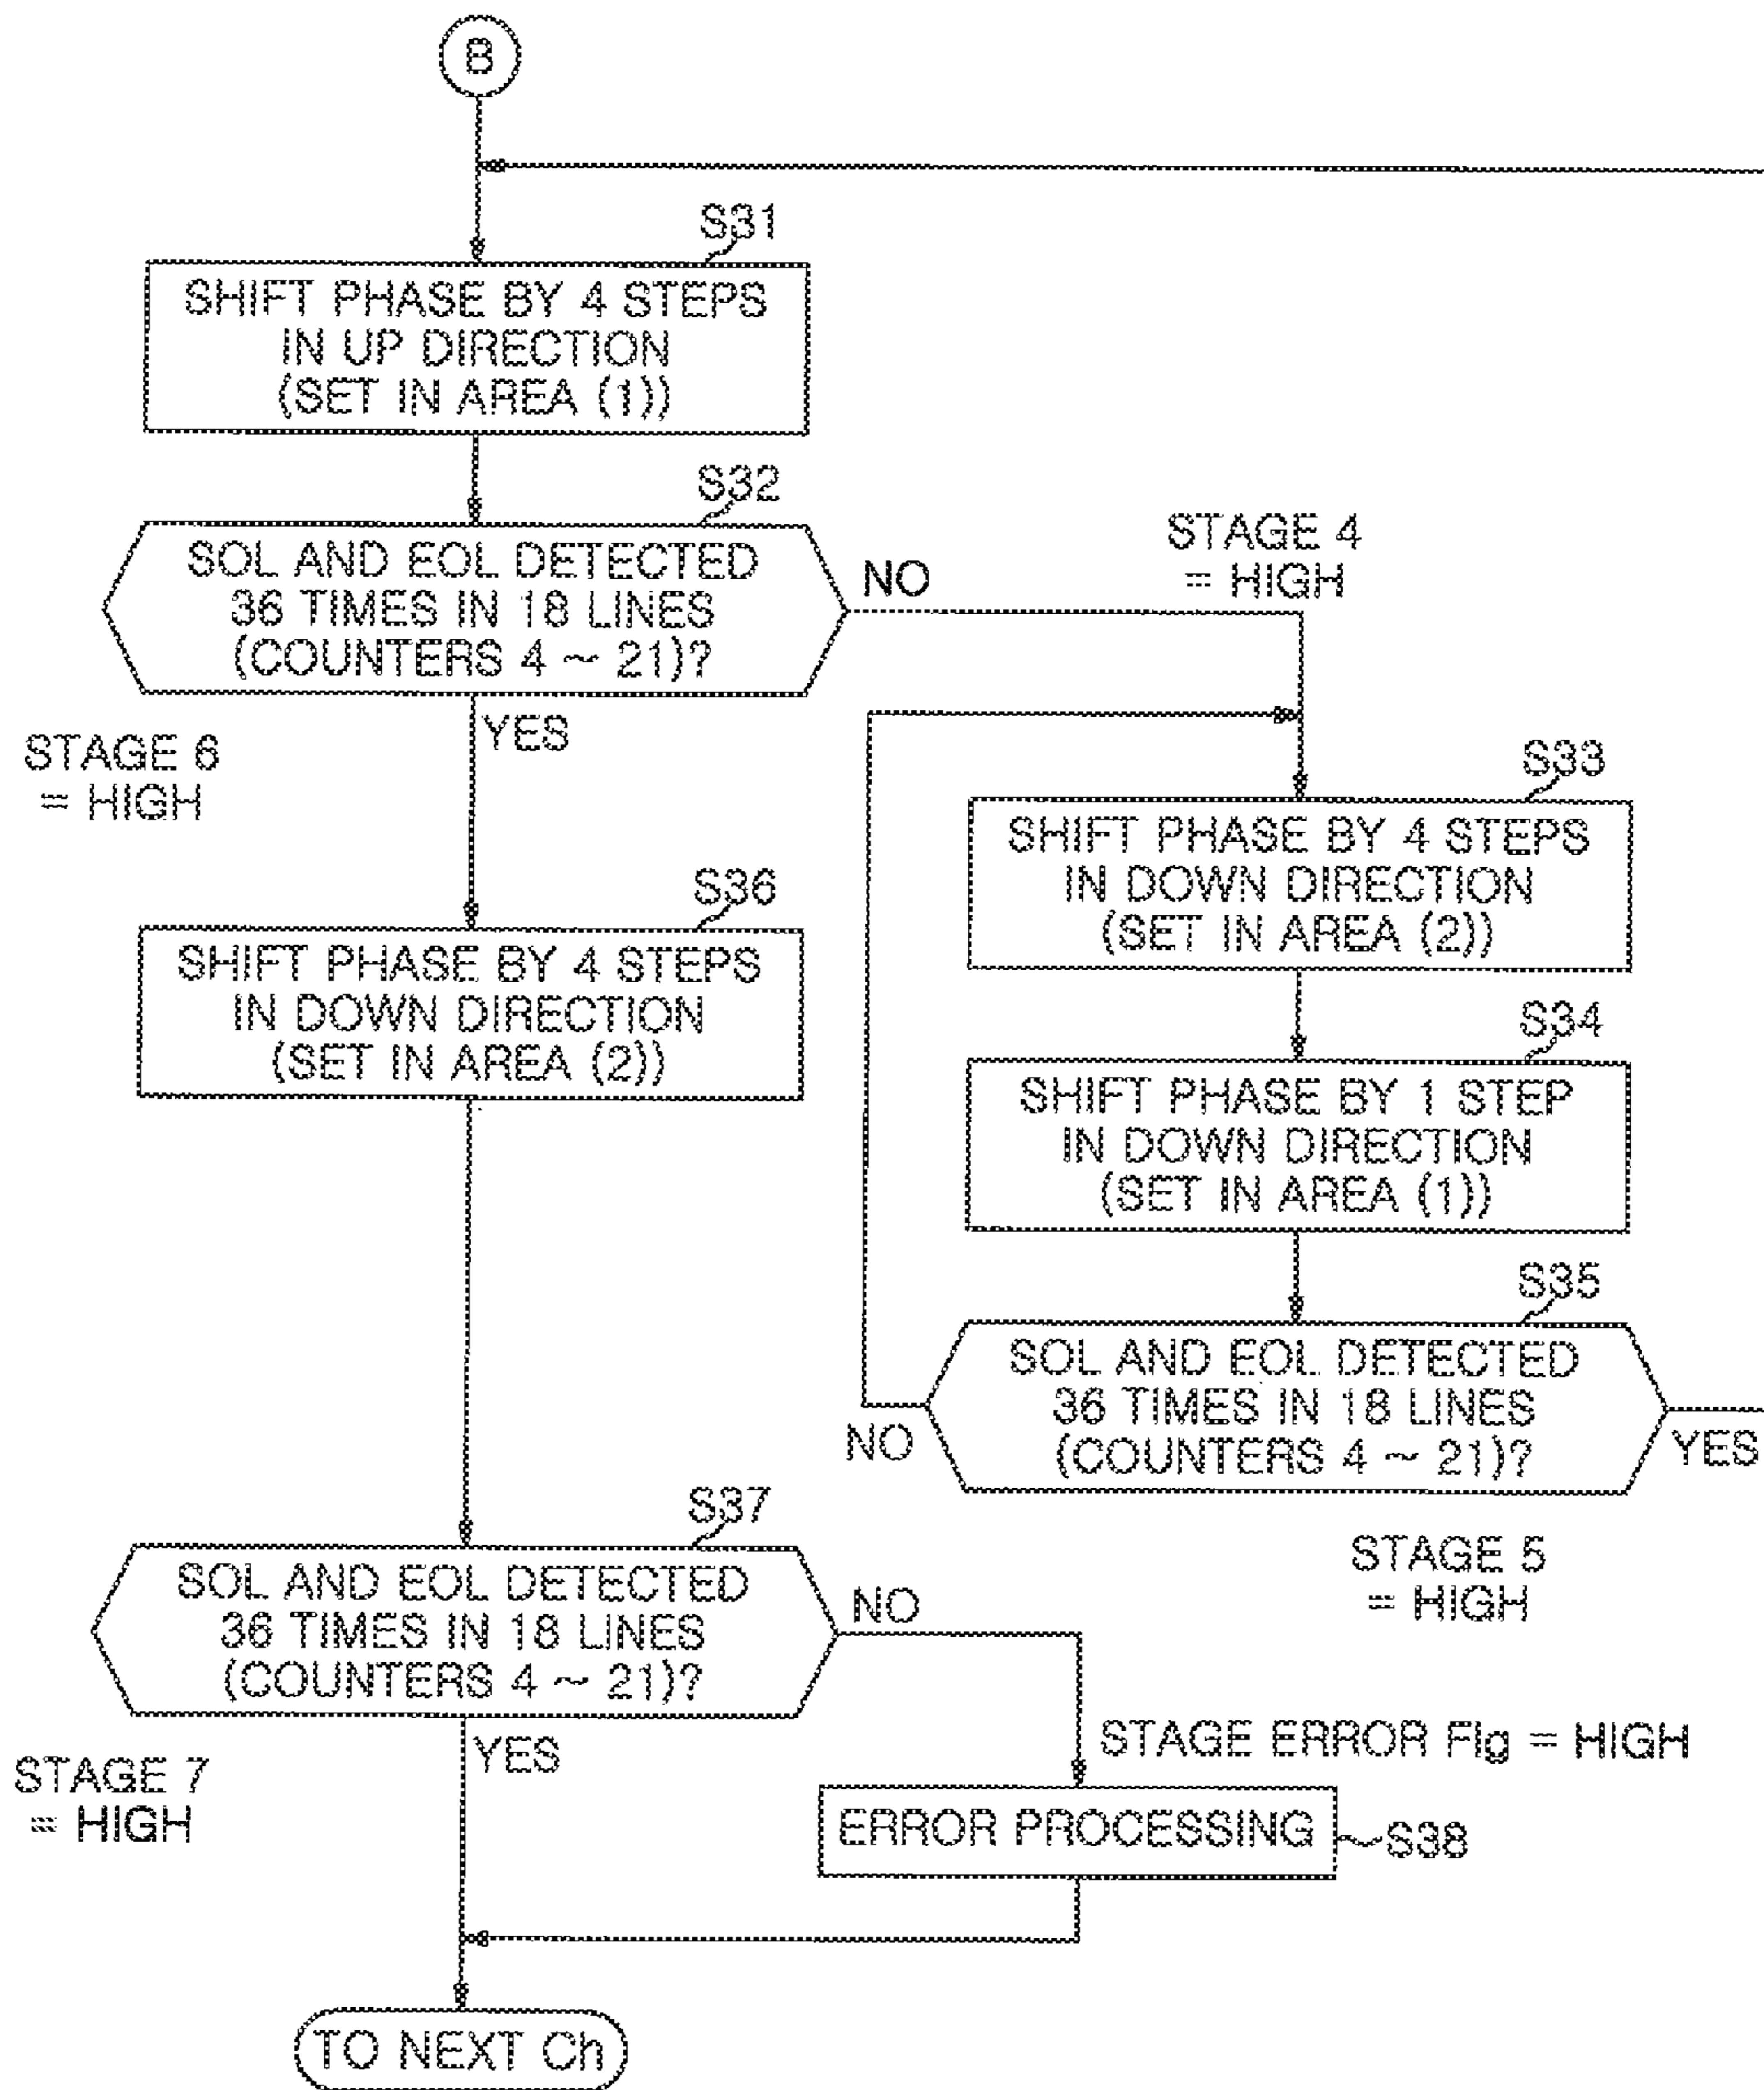 B
S31
SHIFT PHASE BY 4 STEPS
IN UP DIRECTION
(SET IN AREA (1))
S32
SOL AND EOL DETECTED
36 TIMES IN 18 LINES
(COUNTERS 4 ~ 21)?
NO
STAGE 4
= HIGH
YES
STAGE 6
= HIGH
S33
SHIFT PHASE BY 4 STEPS
IN DOWN DIRECTION
(SET IN AREA (2))
S34
SHIFT PHASE BY 1 STEP
IN DOWN DIRECTION
(SET IN AREA (1))
S35
SOL AND EOL DETECTED
36 TIMES IN 18 LINES
(COUNTERS 4 ~ 21)?
NO
YES
STAGE 5
= HIGH
S36
SHIFT PHASE BY 4 STEPS
IN DOWN DIRECTION
(SET IN AREA (2))
S37
SOL AND EOL DETECTED
36 TIMES IN 18 LINES
(COUNTERS 4 ~ 21)?
NO
YES
STAGE 7
= HIGH
STAGE ERROR Flg = HIGH
ERROR PROCESSING
S38
TO NEXT Ch